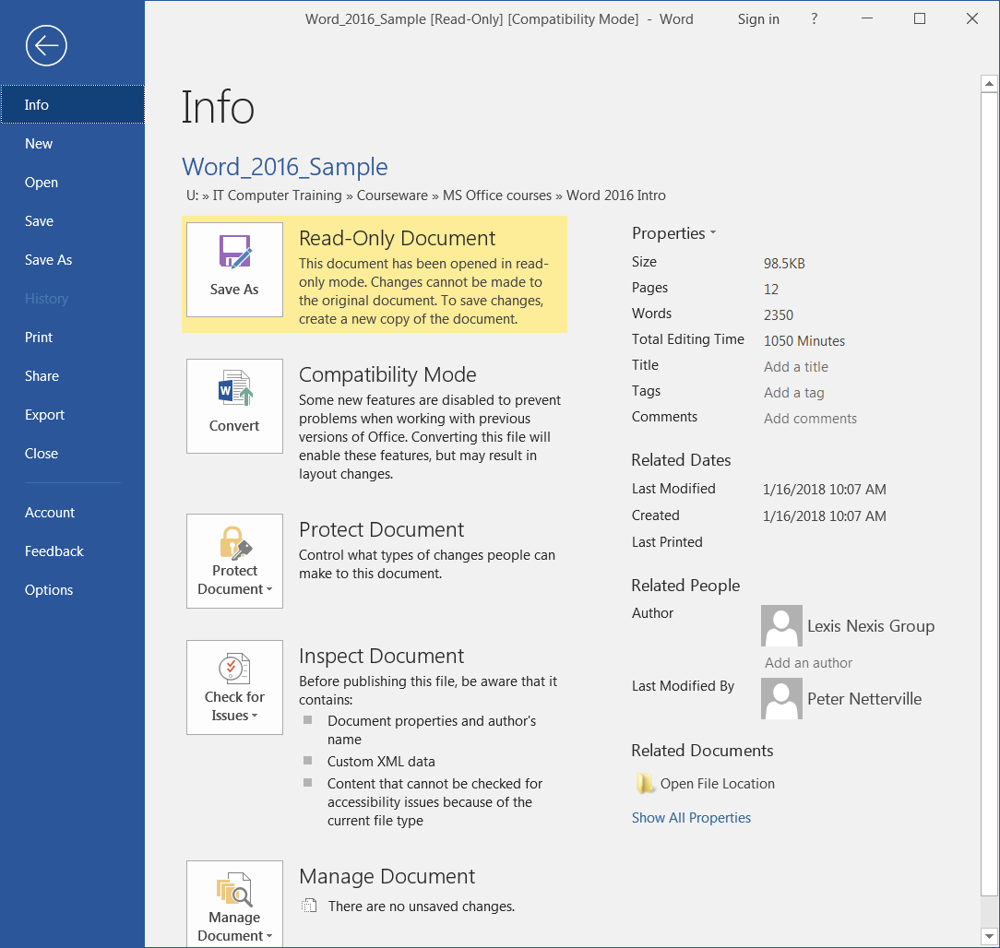 Word_2016_Sample [Read-Only] [Compatibility Mode] - Word
Sign in
?
Info
New
Open
Save
Save As
History
Print
Share
Export
Close
Account
Feedback
Options
Info
Word_2016_Sample
U: » IT Computer Training » Courseware » MS Office courses » Word 2016 Intro
Save As
Read-Only Document
This document has been opened in read-
only mode. Changes cannot be made to
the original document. To save changes,
create a new copy of the document.
W
Convert
Compatibility Mode
Some new features are disabled to prevent
problems when working with previous
versions of Office. Converting this file will
enable these features, but may result in
layout changes.
Protect
Document
Protect Document
Control what types of changes people can
make to this document.
Check for
Issues
Inspect Document
Before publishing this file, be aware that it
contains:
Document properties and author's
name
Custom XML data
Content that cannot be checked for
accessibility issues because of the
current file type
Manage
Document
Manage Document
There are no unsaved changes.
Properties
Size 98.5KB
Pages 12
Words 2350
Total Editing Time 1050 Minutes
Title Add a title
Tags Add a tag
Comments Add comments
Related Dates
Last Modified 1/16/2018 10:07 AM
Created 1/16/2018 10:07 AM
Last Printed
Related People
Author Lexis Nexis Group
Add an author
Last Modified By Peter Netterville
Related Documents
Open File Location
Show All Properties